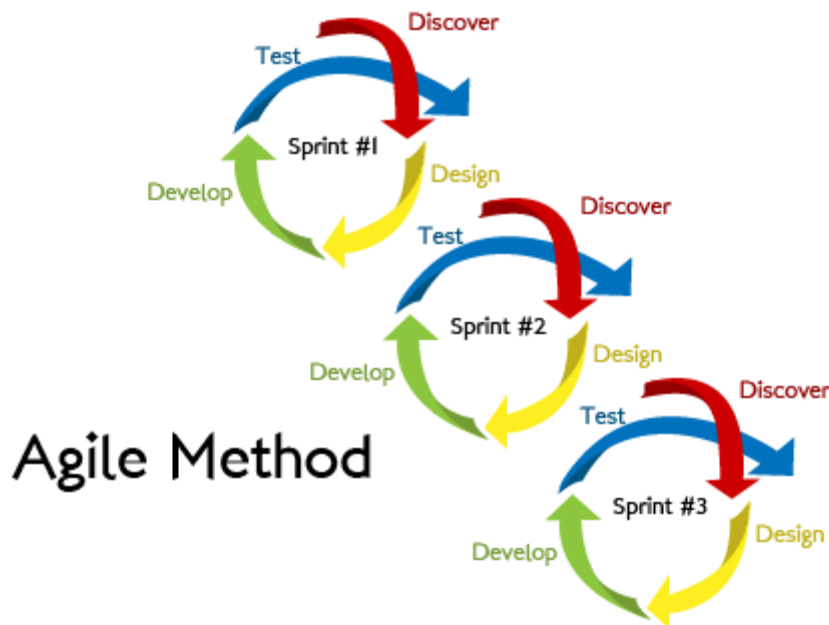 Discover
Test
Sprint #1
Design
Develop
Discover
Test
Sprint #2
Design
Develop
Discover
Test
Agile Method
Sprint #3
Design
Develop